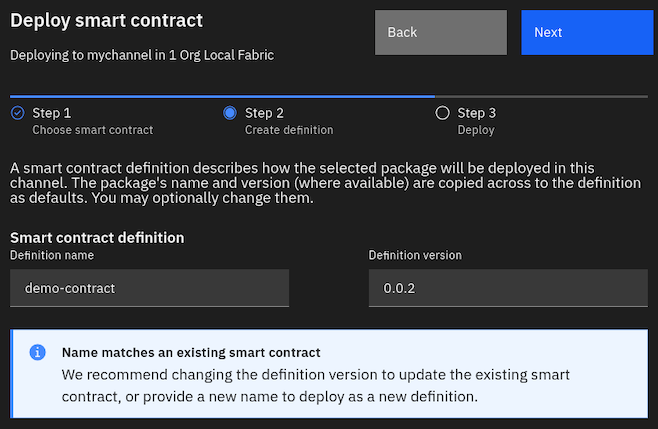 Deploy smart contract
Back
Next
Deploying to mychannel in 1 Org Local Fabric
Step 1
Step 2
Step 3
Choose smart contract
Create definition
Deploy
A smart contract definition describes how the selected package will be deployed in this
channel. The package's name and version (where available) are copied across to the definition
as defaults. You may optionally change them.
Smart contract definition
Definition name
Definition version
demo-contract
0.0.2
Name matches an existing smart contract
We recommend changing the definition version to update the existing smart
contract, or provide a new name to deploy as a new definition.